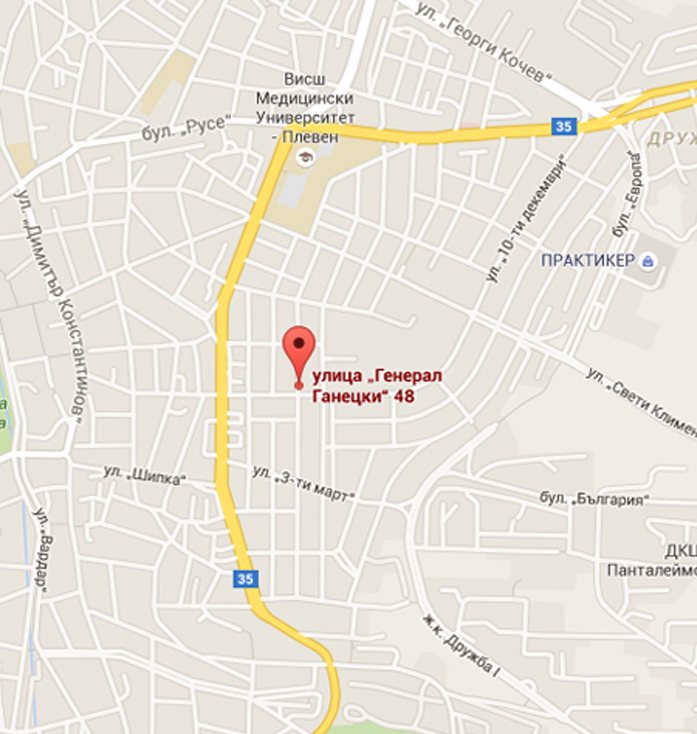 ул. „Георги Кочев"
Висш
Медицински
Университет
- Плевен
бул. „Русе"
35
ДРУЖ
бул. „Европа"
ул. „10-ти декември"
ПРАКТИКЕР
ул. „Димитър Константинов"
улица „Генерал
Ганецки" 48
ул. „Свети Климен
а
а
ул. „Шипка"
ул. „3-ти март"
бул. „България"
ул. „Вардар"
ДКЦ
Панталеймо
35
ж.к. Дружба I